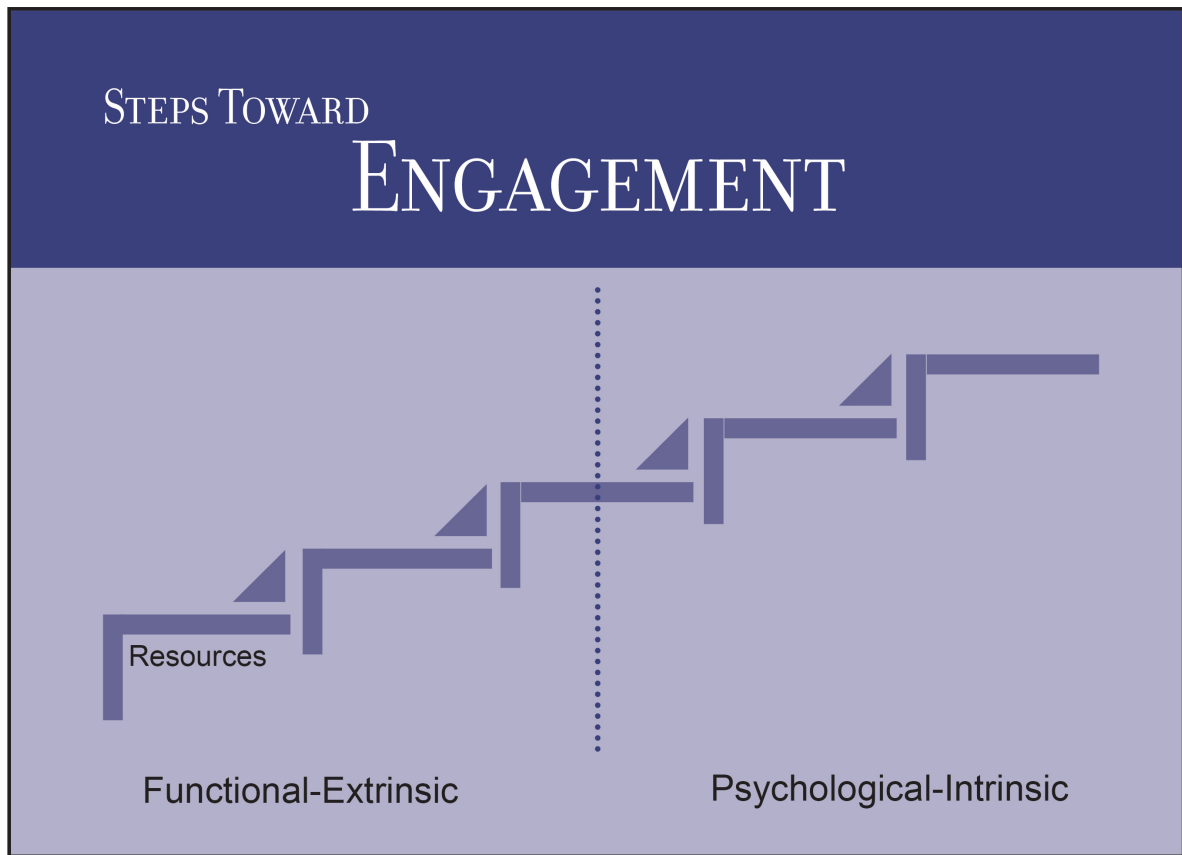 STEPS TOWARD
ENGAGEMENT
Resources
Functional-Extrinsic
Psychological-Intrinsic